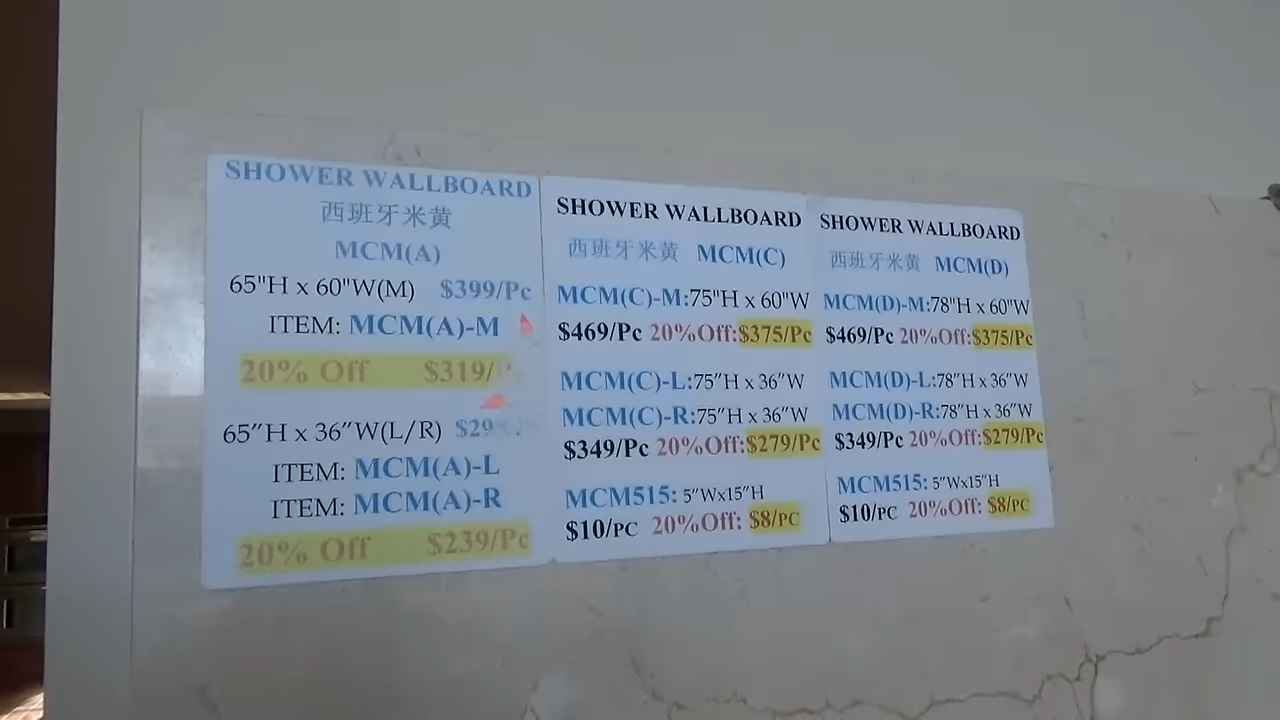 SHOWER WALLBOARD
西班牙米黄
MCM(A)
65"H x 60"W(M) $399/Pc
ITEM: MCM(A)-M
20% Off $319/
65"H x 36"W(L/R)
ITEM: MCM(A)-L
ITEM: MCM(A)-R
20% Off $239/Pc
SHOWER WALLBOARD
西班牙米黄 MCM(C)
MCM(C)-M:75"H x 60"W
$469/Pc 20%Off:$375/Pc
MCM(C)-L:75"H x 36"W
MCM(C)-R:75"H x 36"W
$349/Pc 20%Off:$279/Pc
MCM515: 5"Wx15"H
$10/PC 20%Off: $8/PC
SHOWER WALLBOARD
西班牙米黄 MCM(D)
MCM(D)-M:78"H x 60"W
$469/Pc 20%Off:$375/Pc
MCM(D)-L:78"H x 36"W
MCM(D)-R:78"H x 36"W
$349/Pc 20%Off:$279/Pc
MCM515: 5"Wx15"H
$10/PC 20%Off: $8/PC